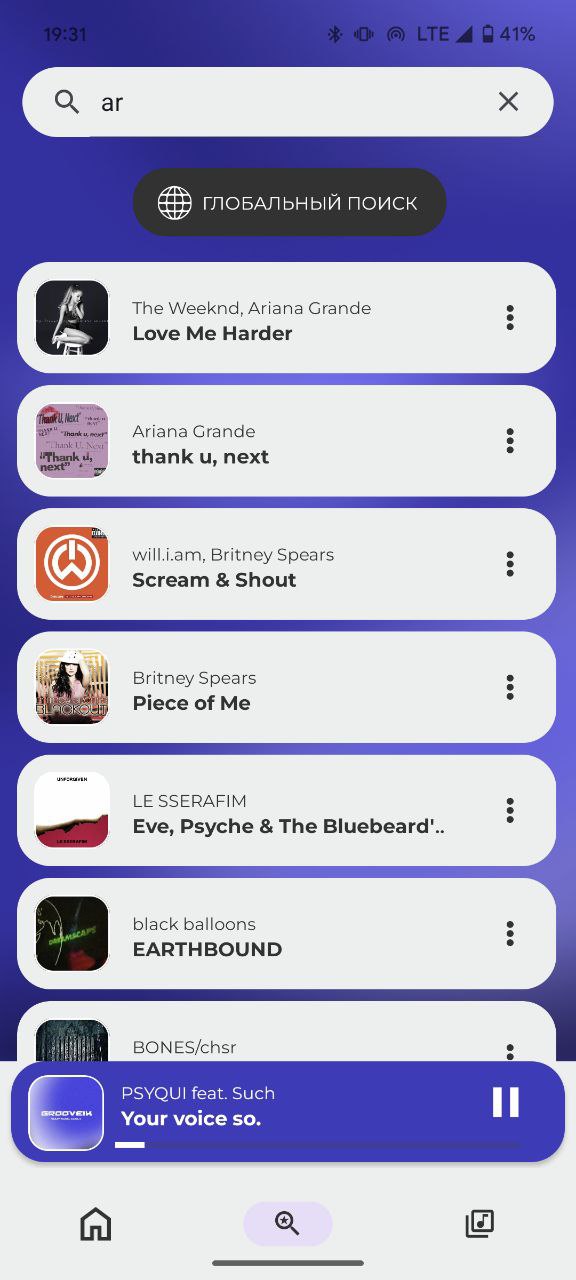 19:31
LTE 41%
ar
ГЛОБАЛЬНЫЙ ПОИСК
The Weeknd, Ariana Grande
Love Me Harder
Thank U, Next
"Thank u, next"
Thank U, Next
"Thank u,
next"
Ariana Grande
thank u, next
will.i.am, Britney Spears
Scream & Shout
BLACKOUT
Britney Spears
Piece of Me
UNFORGIVEN
LE SSERAFIM
LE SSERAFIM
Eve, Psyche & The Bluebeard'..
DREAMSCAPE
black balloons
EARTHBOUND
BONES/chsr
GROOVEIK
PSYQUI feat. Such
Your voice so.